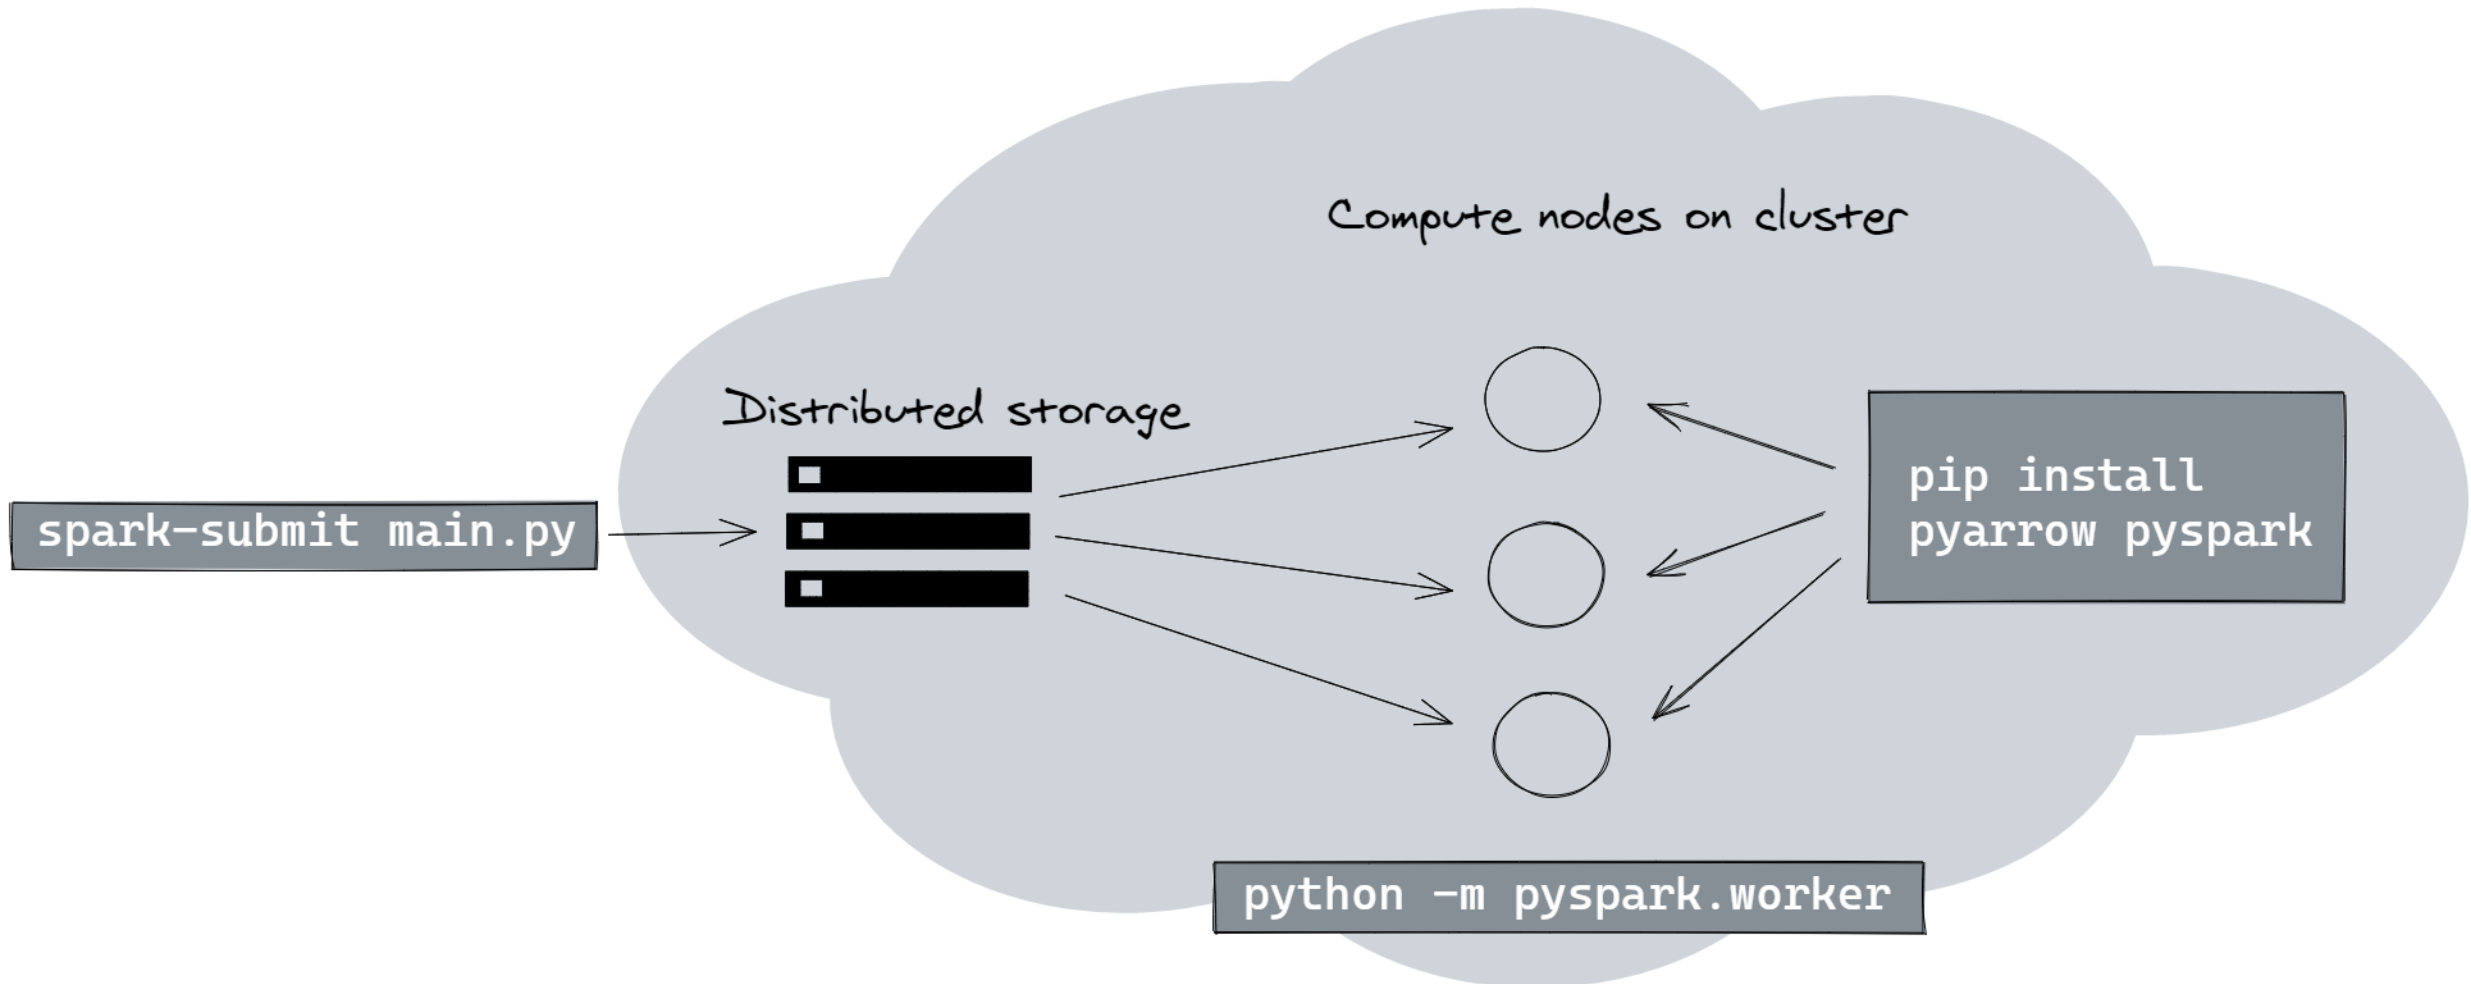 Compute nodes on cluster
Distributed storage
spark-submit main.py
pip install
pyarrow pyspark
python -m pyspark.worker